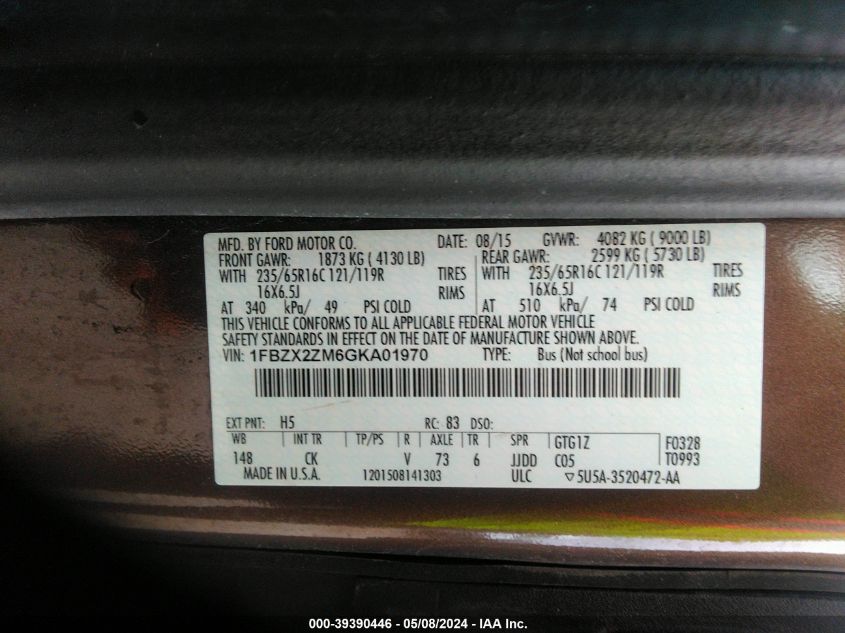 MFD. BY FORD MOTOR CO. DATE: 08/15 GVWR: 4082 KG ( 9000 LB)
FRONT GAWR: 1873 KG ( 4130 LB) REAR GAWR: 2599 KG ( 5730 LB)
WITH 235/65R16C 121/119R TIRES WITH 235/65R16C 121/119R TIRES
16X6.5J RIMS 16X6.5J RIMS
AT 340 kPa/ 49 PSI COLD AT 510 kPa/ 74 PSI COLD
THIS VEHICLE CONFORMS TO ALL APPLICABLE FEDERAL MOTOR VEHICLE
SAFETY STANDARDS IN EFFECT ON THE DATE OF MANUFACTURE SHOWN ABOVE.
VIN: 1FBZX2ZM6GKA01970 TYPE: Bus (Not school bus)
EXT PNT: H5 RC: 83 DSO:
WB INT TR TP/PS R AXLE TR SPR GTG1Z F0328
148 CK V 73 6 JJDD C05 T0993
MADE IN U.S.A. 1201508141303 ULC ▽5U5A-3520472-AA
000-39390446 - 05/08/2024 - IAA Inc.